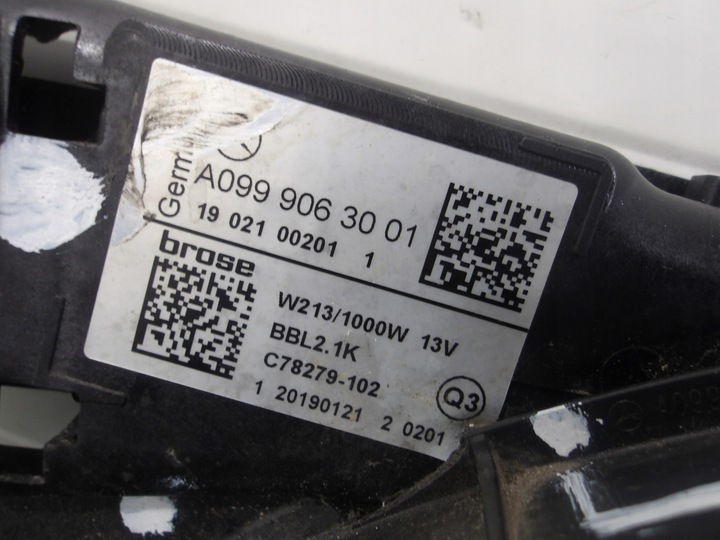 A099 906 30 01
19 021 00201 1
brose
W213/1000W 13V
BBL2.1K
C78279-102
Q3
1 20190121 2 0201